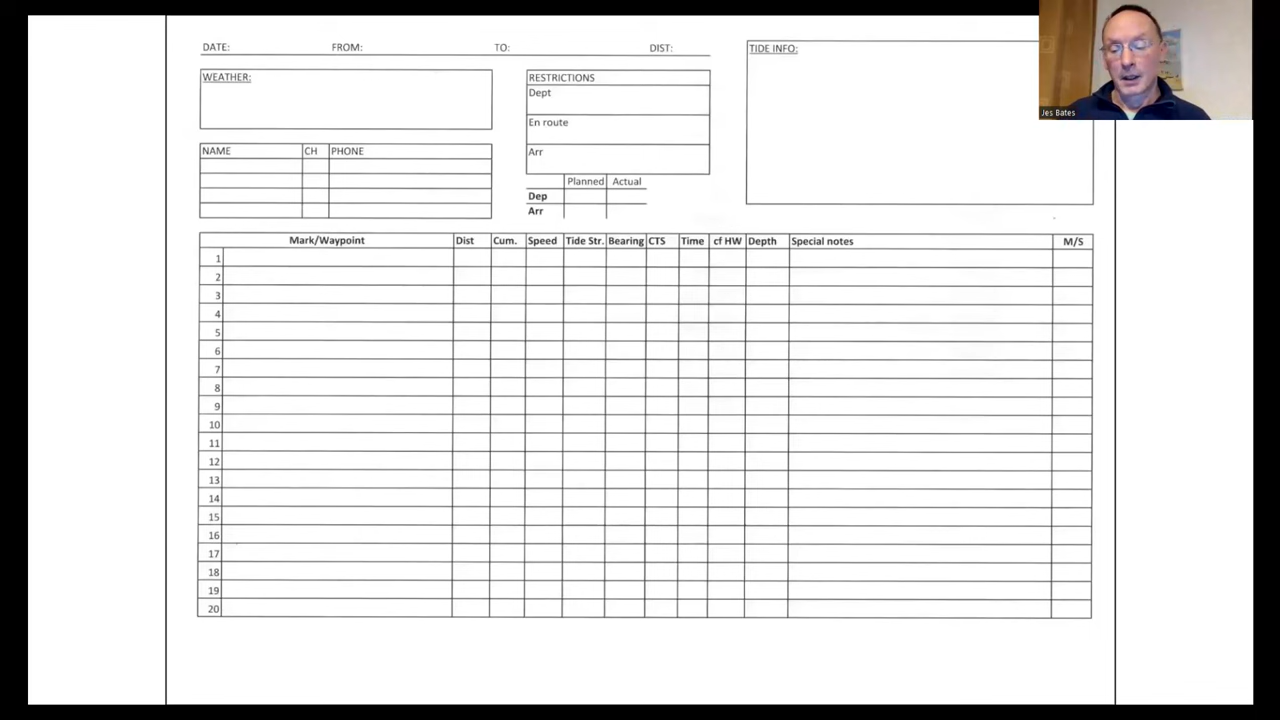 DATE: FROM: TO: DIST:
TIDE INFO:
Jes Bates
WEATHER:
RESTRICTIONS
Dept
En route
Arr
NAME CH PHONE
Planned Actual
Dep
Arr
Mark/Waypoint Dist Cum. Speed Tide Str. Bearing CTS Time cf HW Depth Special notes M/S
1
2
3
4
5
6
7
8
9
10
11
12
13
14
15
16
17
18
19
20